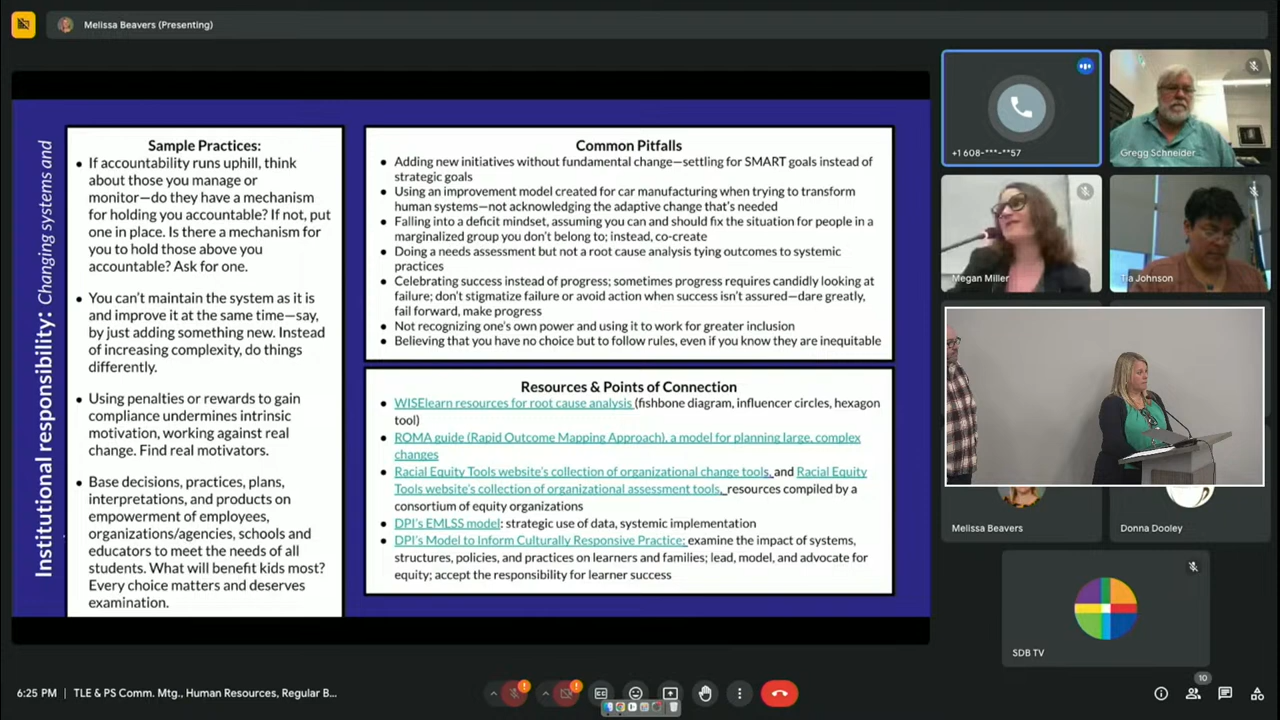 Melissa Beavers (Presenting)
Institutional responsibility: Changing systems and
Sample Practices:
• If accountability runs uphill, think
about those you manage or
monitor—do they have a mechanism
for holding you accountable? If not, put
one in place. Is there a mechanism for
you to hold those above you
accountable? Ask for one.
• You can't maintain the system as it is
and improve it at the same time—say,
by just adding something new. Instead
of increasing complexity, do things
differently.
• Using penalties or rewards to gain
compliance undermines intrinsic
motivation, working against real
change. Find real motivators.
• Base decisions, practices, plans,
interpretations, and products on
empowerment of employees,
organizations/agencies, schools and
educators to meet the needs of all
students. What will benefit kids most?
Every choice matters and deserves
examination.
Common Pitfalls
• Adding new initiatives without fundamental change—settling for SMART goals instead of
strategic goals
• Using an improvement model created for car manufacturing when trying to transform
human systems—not acknowledging the adaptive change that's needed
• Falling into a deficit mindset, assuming you can and should fix the situation for people in a
marginalized group you don't belong to; instead, co-create
• Doing a needs assessment but not a root cause analysis tying outcomes to systemic
practices
• Celebrating success instead of progress; sometimes progress requires candidly looking at
failure; don't stigmatize failure or avoid action when success isn't assured—dare greatly,
fail forward, make progress
• Not recognizing one's own power and using it to work for greater inclusion
• Believing that you have no choice but to follow rules, even if you know they are inequitable
Resources & Points of Connection
• WISElearn resources for root cause analysis (fishbone diagram, influencer circles, hexagon
tool)
• ROMA guide (Rapid Outcome Mapping Approach), a model for planning large, complex
changes
• Racial Equity Tools website's collection of organizational change tools, and Racial Equity
Tools website's collection of organizational assessment tools, resources compiled by a
consortium of equity organizations
• DPI's EMLSS model: strategic use of data, systemic implementation
• DPI's Model to Inform Culturally Responsive Practice: examine the impact of systems,
structures, policies, and practices on learners and families; lead, model, and advocate for
equity; accept the responsibility for learner success
+1 608-***-**57
Gregg Schneider
Megan Miller
Tia Johnson
Melissa Beavers
Donna Dooley
SDB TV
6:25 PM | TLE & PS Comm. Mtg., Human Resources, Regular B...
CC
10